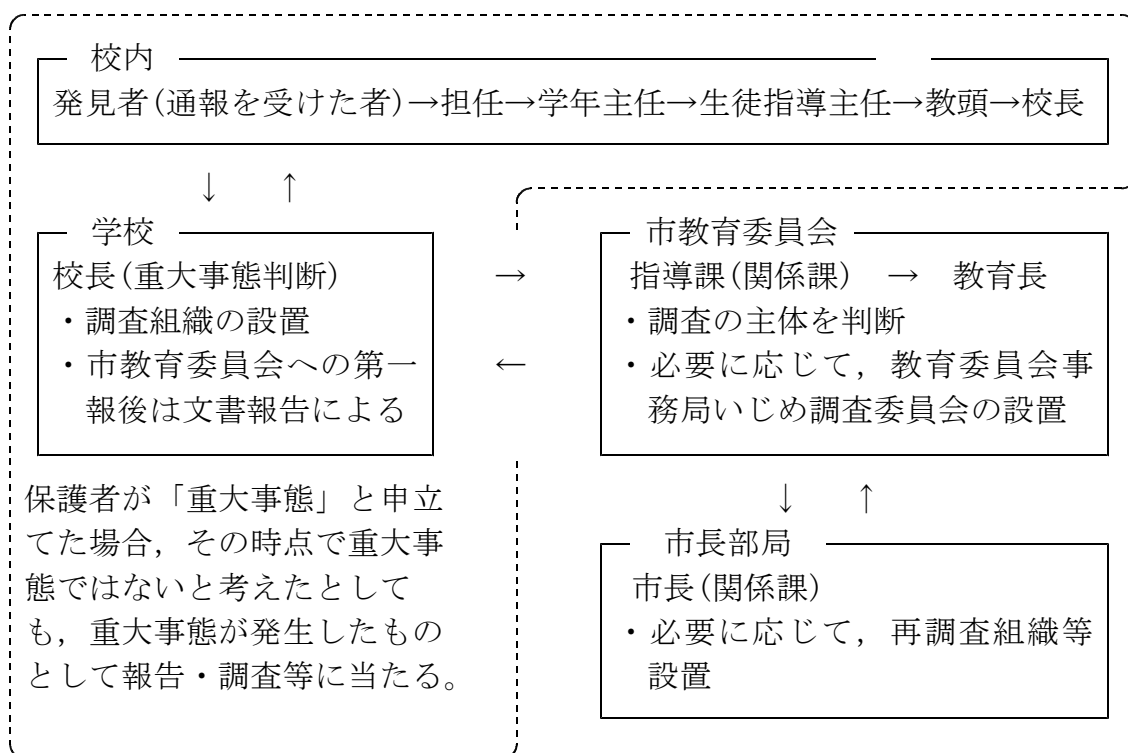 校内
発見者(通報を受けた者)→担任→学年主任→生徒指導主任→教頭→校長
↓ ↑
学校
校長(重大事態判断)
・調査組織の設置
・市教育委員会への第一
報後は文書報告による
→
←
市教育委員会
指導課(関係課) → 教育長
・調査の主体を判断
・必要に応じて，教育委員会事
務局いじめ調査委員会の設置
保護者が「重大事態」と申立
てた場合，その時点で重大事
態ではないと考えたとして
も，重大事態が発生したもの
として報告・調査等に当たる。
↓ ↑
市長部局
市長(関係課)
・必要に応じて，再調査組織等
設置